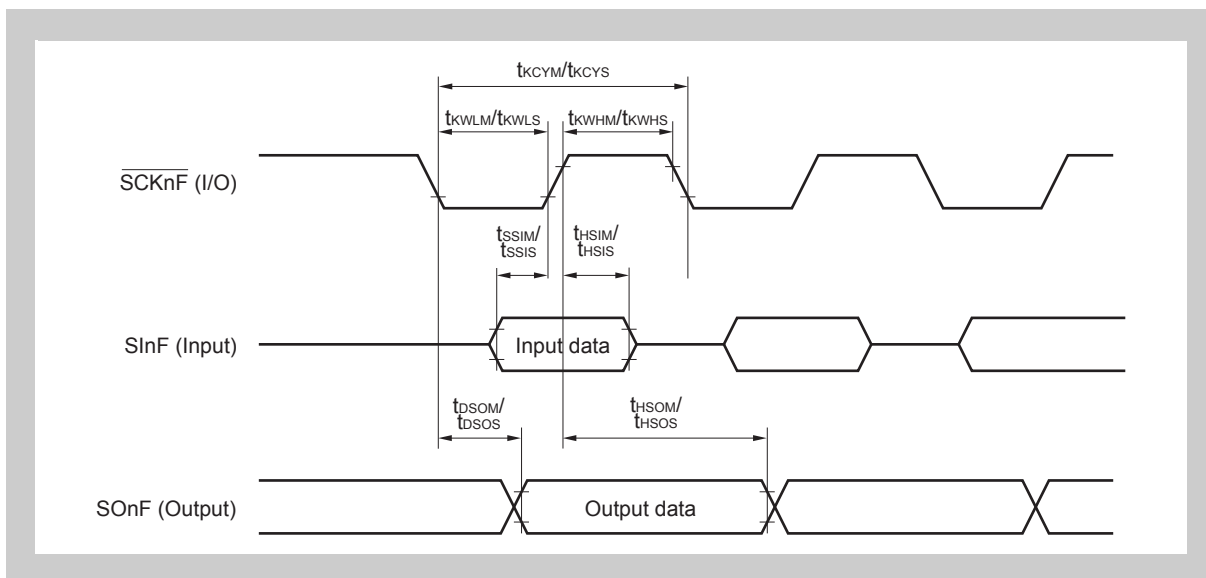 tKCYM/tKCYS
tKWLM/tKWLS
tKWHM/tKWHS
SCKnF (I/O)
tSSIM/
tSSIS
tHSIM/
tHSIS
SInF (Input)
Input data
tDSOM/
tDSOS
tHSOM/
tHSOS
SOnF (Output)
Output data